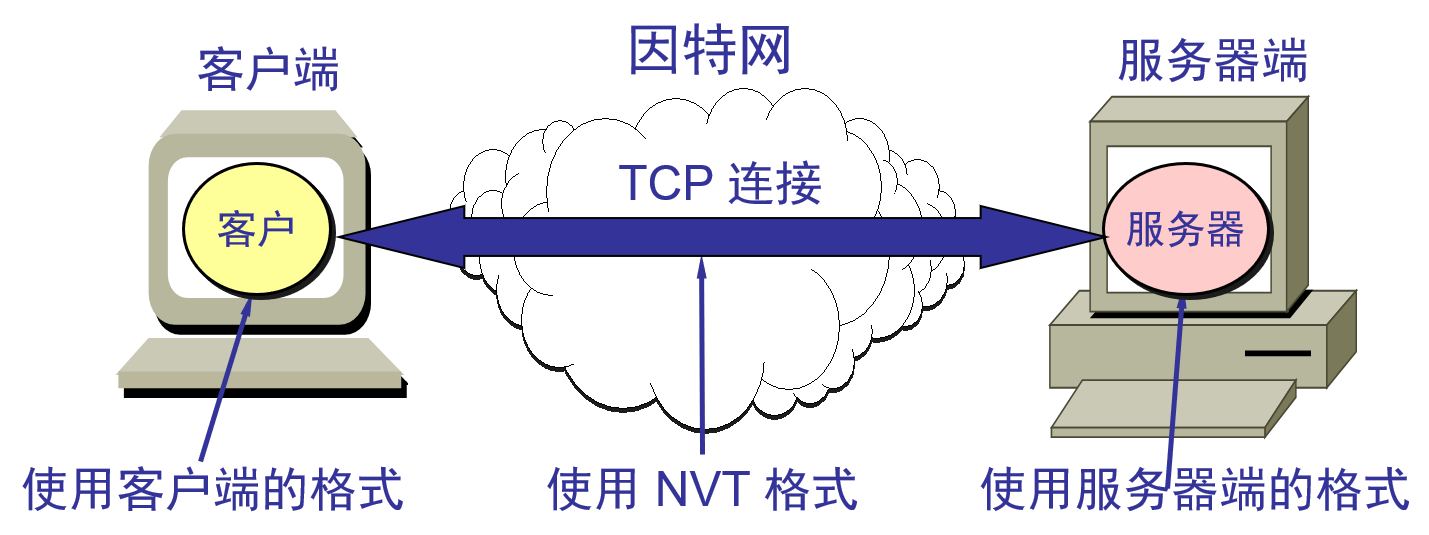 客户端
因特网
服务器端
TCP 连接
客户
服务器
使用客户端的格式
使用 NVT 格式
使用服务器端的格式